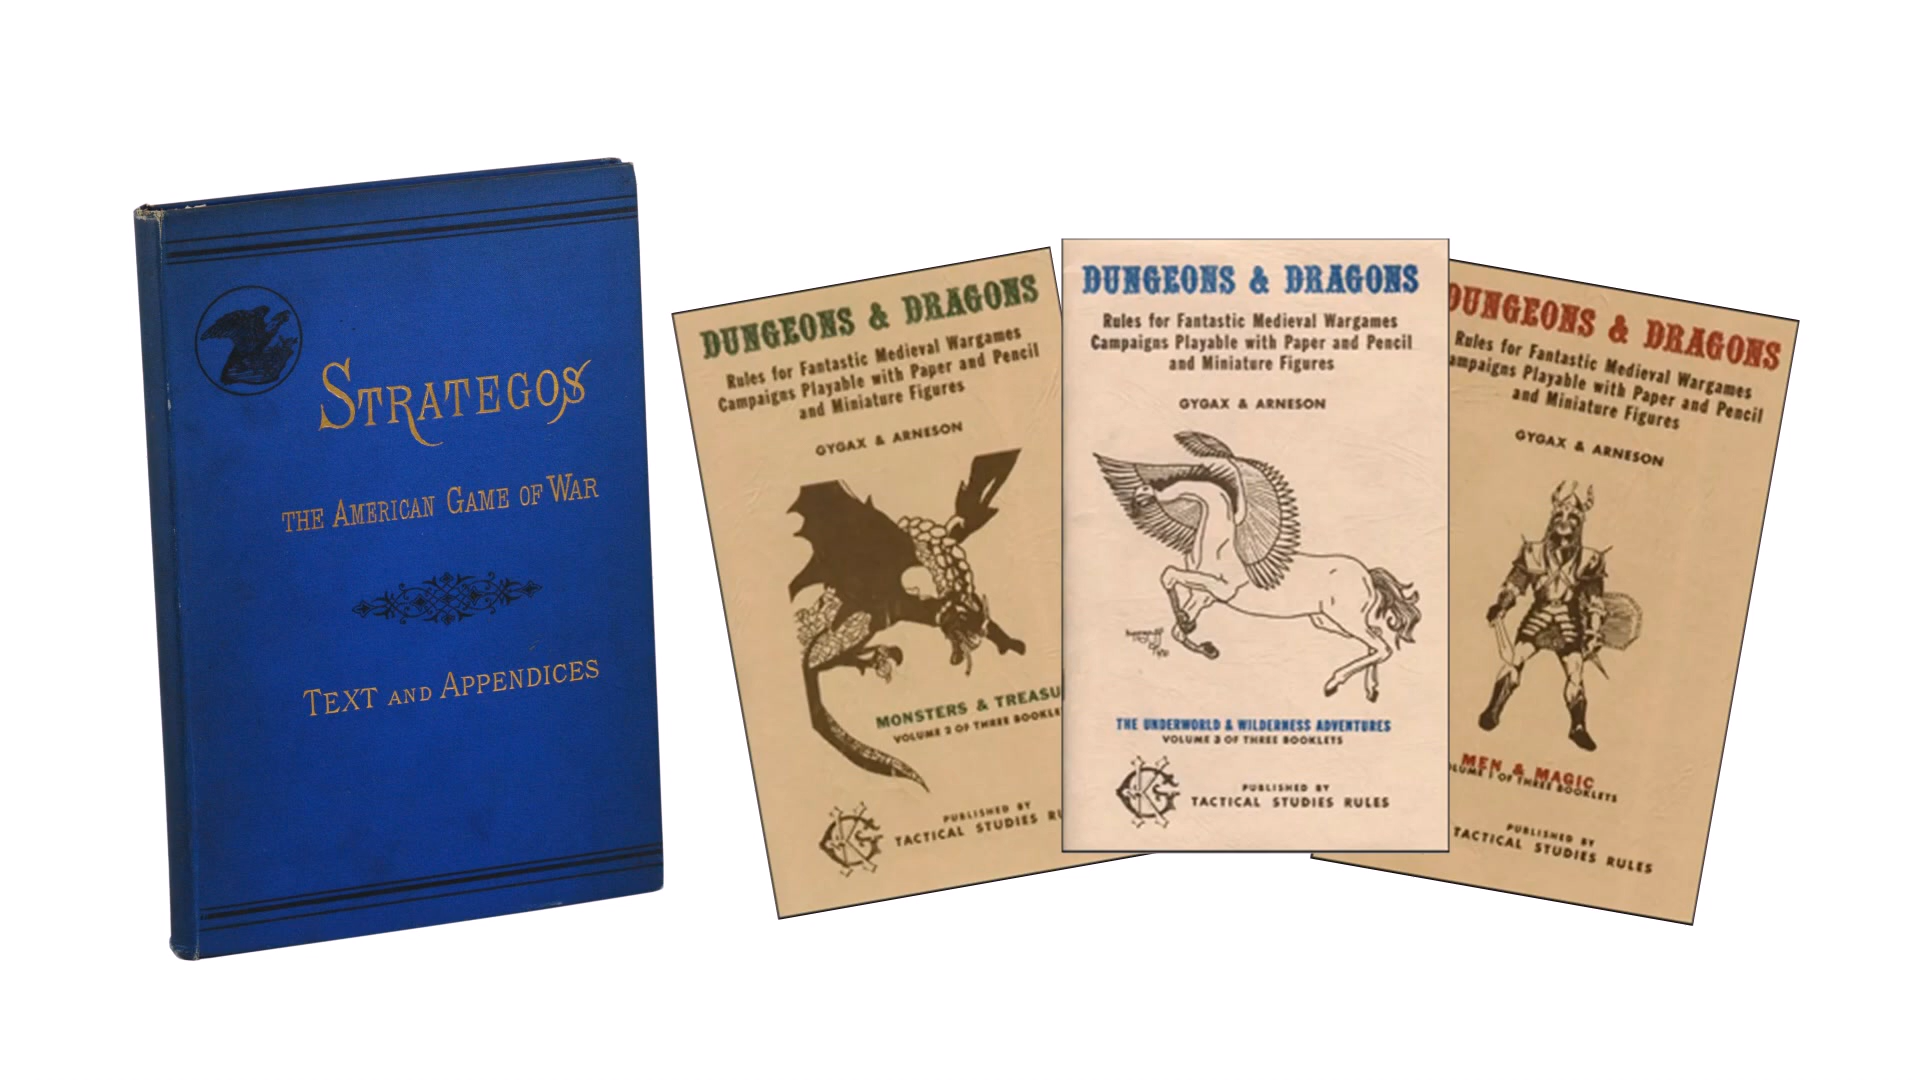 STRATEGOS
THE AMERICAN GAME OF WAR
TEXT AND APPENDICES
DUNGEONS & DRAGONS
Rules for Fantastic Medieval Wargames
Campaigns Playable with Paper and Pencil
and Miniature Figures
GYGAX & ARNESON
MONSTERS & TREASU
VOLUME 2 OF THREE BOOKLE
PUBLISHED BY
TACTICAL STUDIES RU
DUNGEONS & DRAGONS
Rules for Fantastic Medieval Wargames
Campaigns Playable with Paper and Pencil
and Miniature Figures
GYGAX & ARNESON
THE UNDERWORLD & WILDERNESS ADVENTURES
VOLUME 3 OF THREE BOOKLETS
PUBLISHED BY
TACTICAL STUDIES RULES
DUNGEONS & DRAGONS
Rules for Fantastic Medieval Wargames
ampaigns Playable with Paper and Pencil
and Miniature Figures
GYGAX & ARNESON
MEN & MAGIC
OLUME 1 OF THREE BOOKLETS
PUBLISHED BY
TACTICAL STUDIES RULES